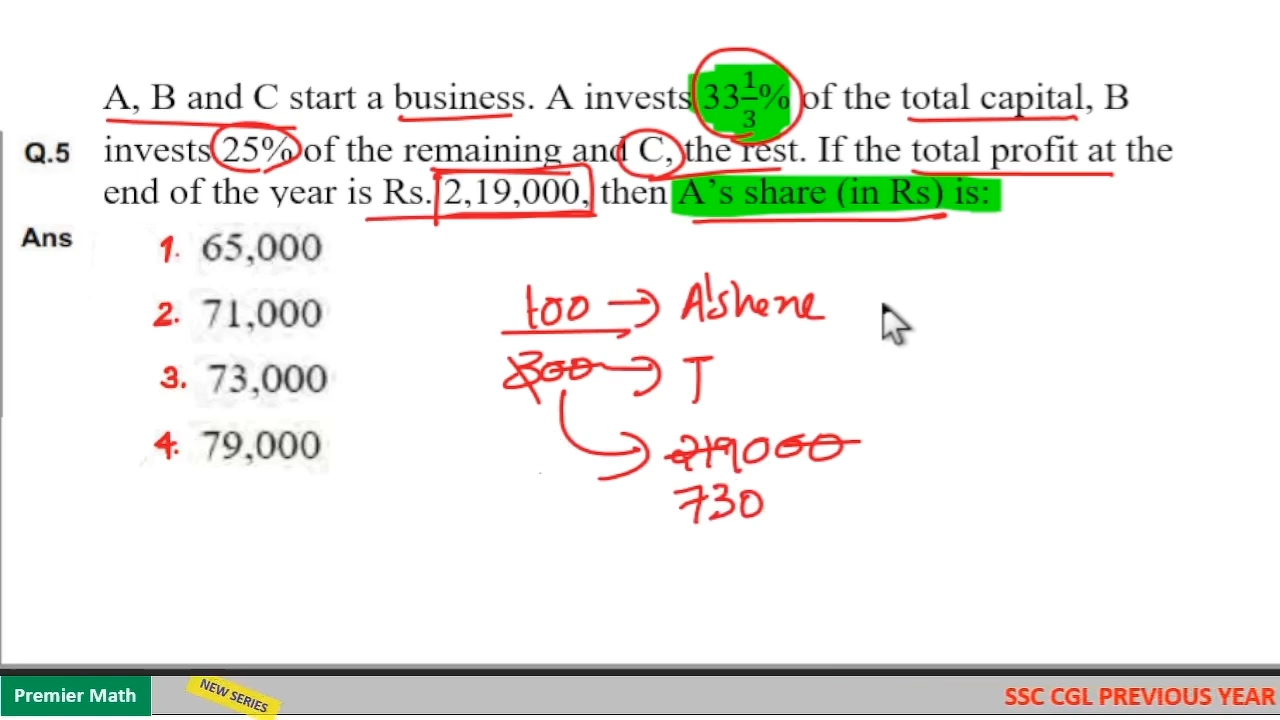 A, B and C start a business. A invests 33 1/3 % of the total capital, B
Q.5 invests 25% of the remaining and C, the rest. If the total profit at the
end of the year is Rs. 2,19,000, then A's share (in Rs) is:
Ans
1. 65,000
2. 71,000
3. 73,000
4. 79,000
100 → A's share
300 → T
219000
730
Premier Math
NEW SERIES
SSC CGL PREVIOUS YEAR